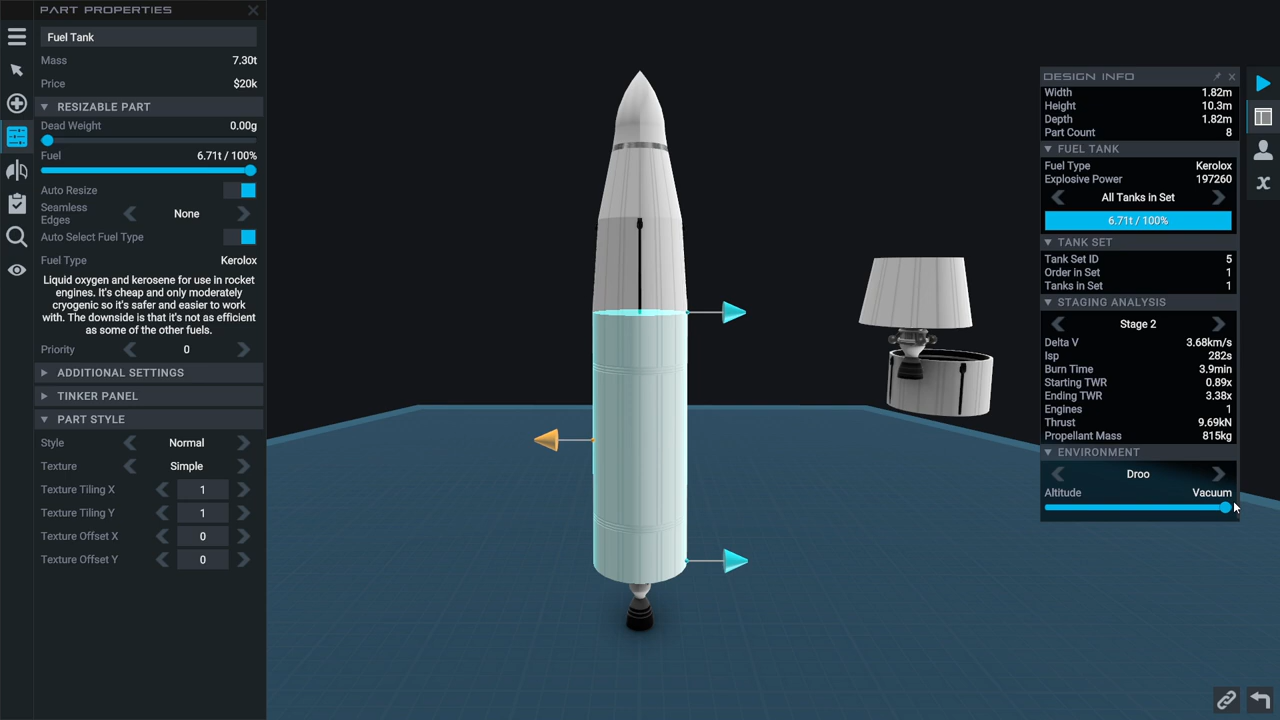 PART PROPERTIES
Fuel Tank
Mass 7.30t
Price $20k
RESIZABLE PART
Dead Weight 0.00g
Fuel 6.71t / 100%
Auto Resize
Seamless Edges None
Auto Select Fuel Type
Fuel Type Kerolox
Liquid oxygen and kerosene for use in rocket
engines. It's cheap and only moderately
cryogenic so it's safer and easier to work
with. The downside is that it's not as efficient
as some of the other fuels.
Priority 0
ADDITIONAL SETTINGS
TINKER PANEL
PART STYLE
Style Normal
Texture Simple
Texture Tiling X 1
Texture Tiling Y 1
Texture Offset X 0
Texture Offset Y 0
DESIGN INFO
Width 1.82m
Height 10.3m
Depth 1.82m
Part Count 8
FUEL TANK
Fuel Type Kerolox
Explosive Power 197260
All Tanks in Set
6.71t / 100%
TANK SET
Tank Set ID 5
Order in Set 1
Tanks in Set 1
STAGING ANALYSIS
Stage 2
Delta V 3.68km/s
Isp 282s
Burn Time 3.9min
Starting TWR 0.89x
Ending TWR 3.38x
Engines 1
Thrust 9.69kN
Propellant Mass 815kg
ENVIRONMENT
Droo
Altitude Vacuum